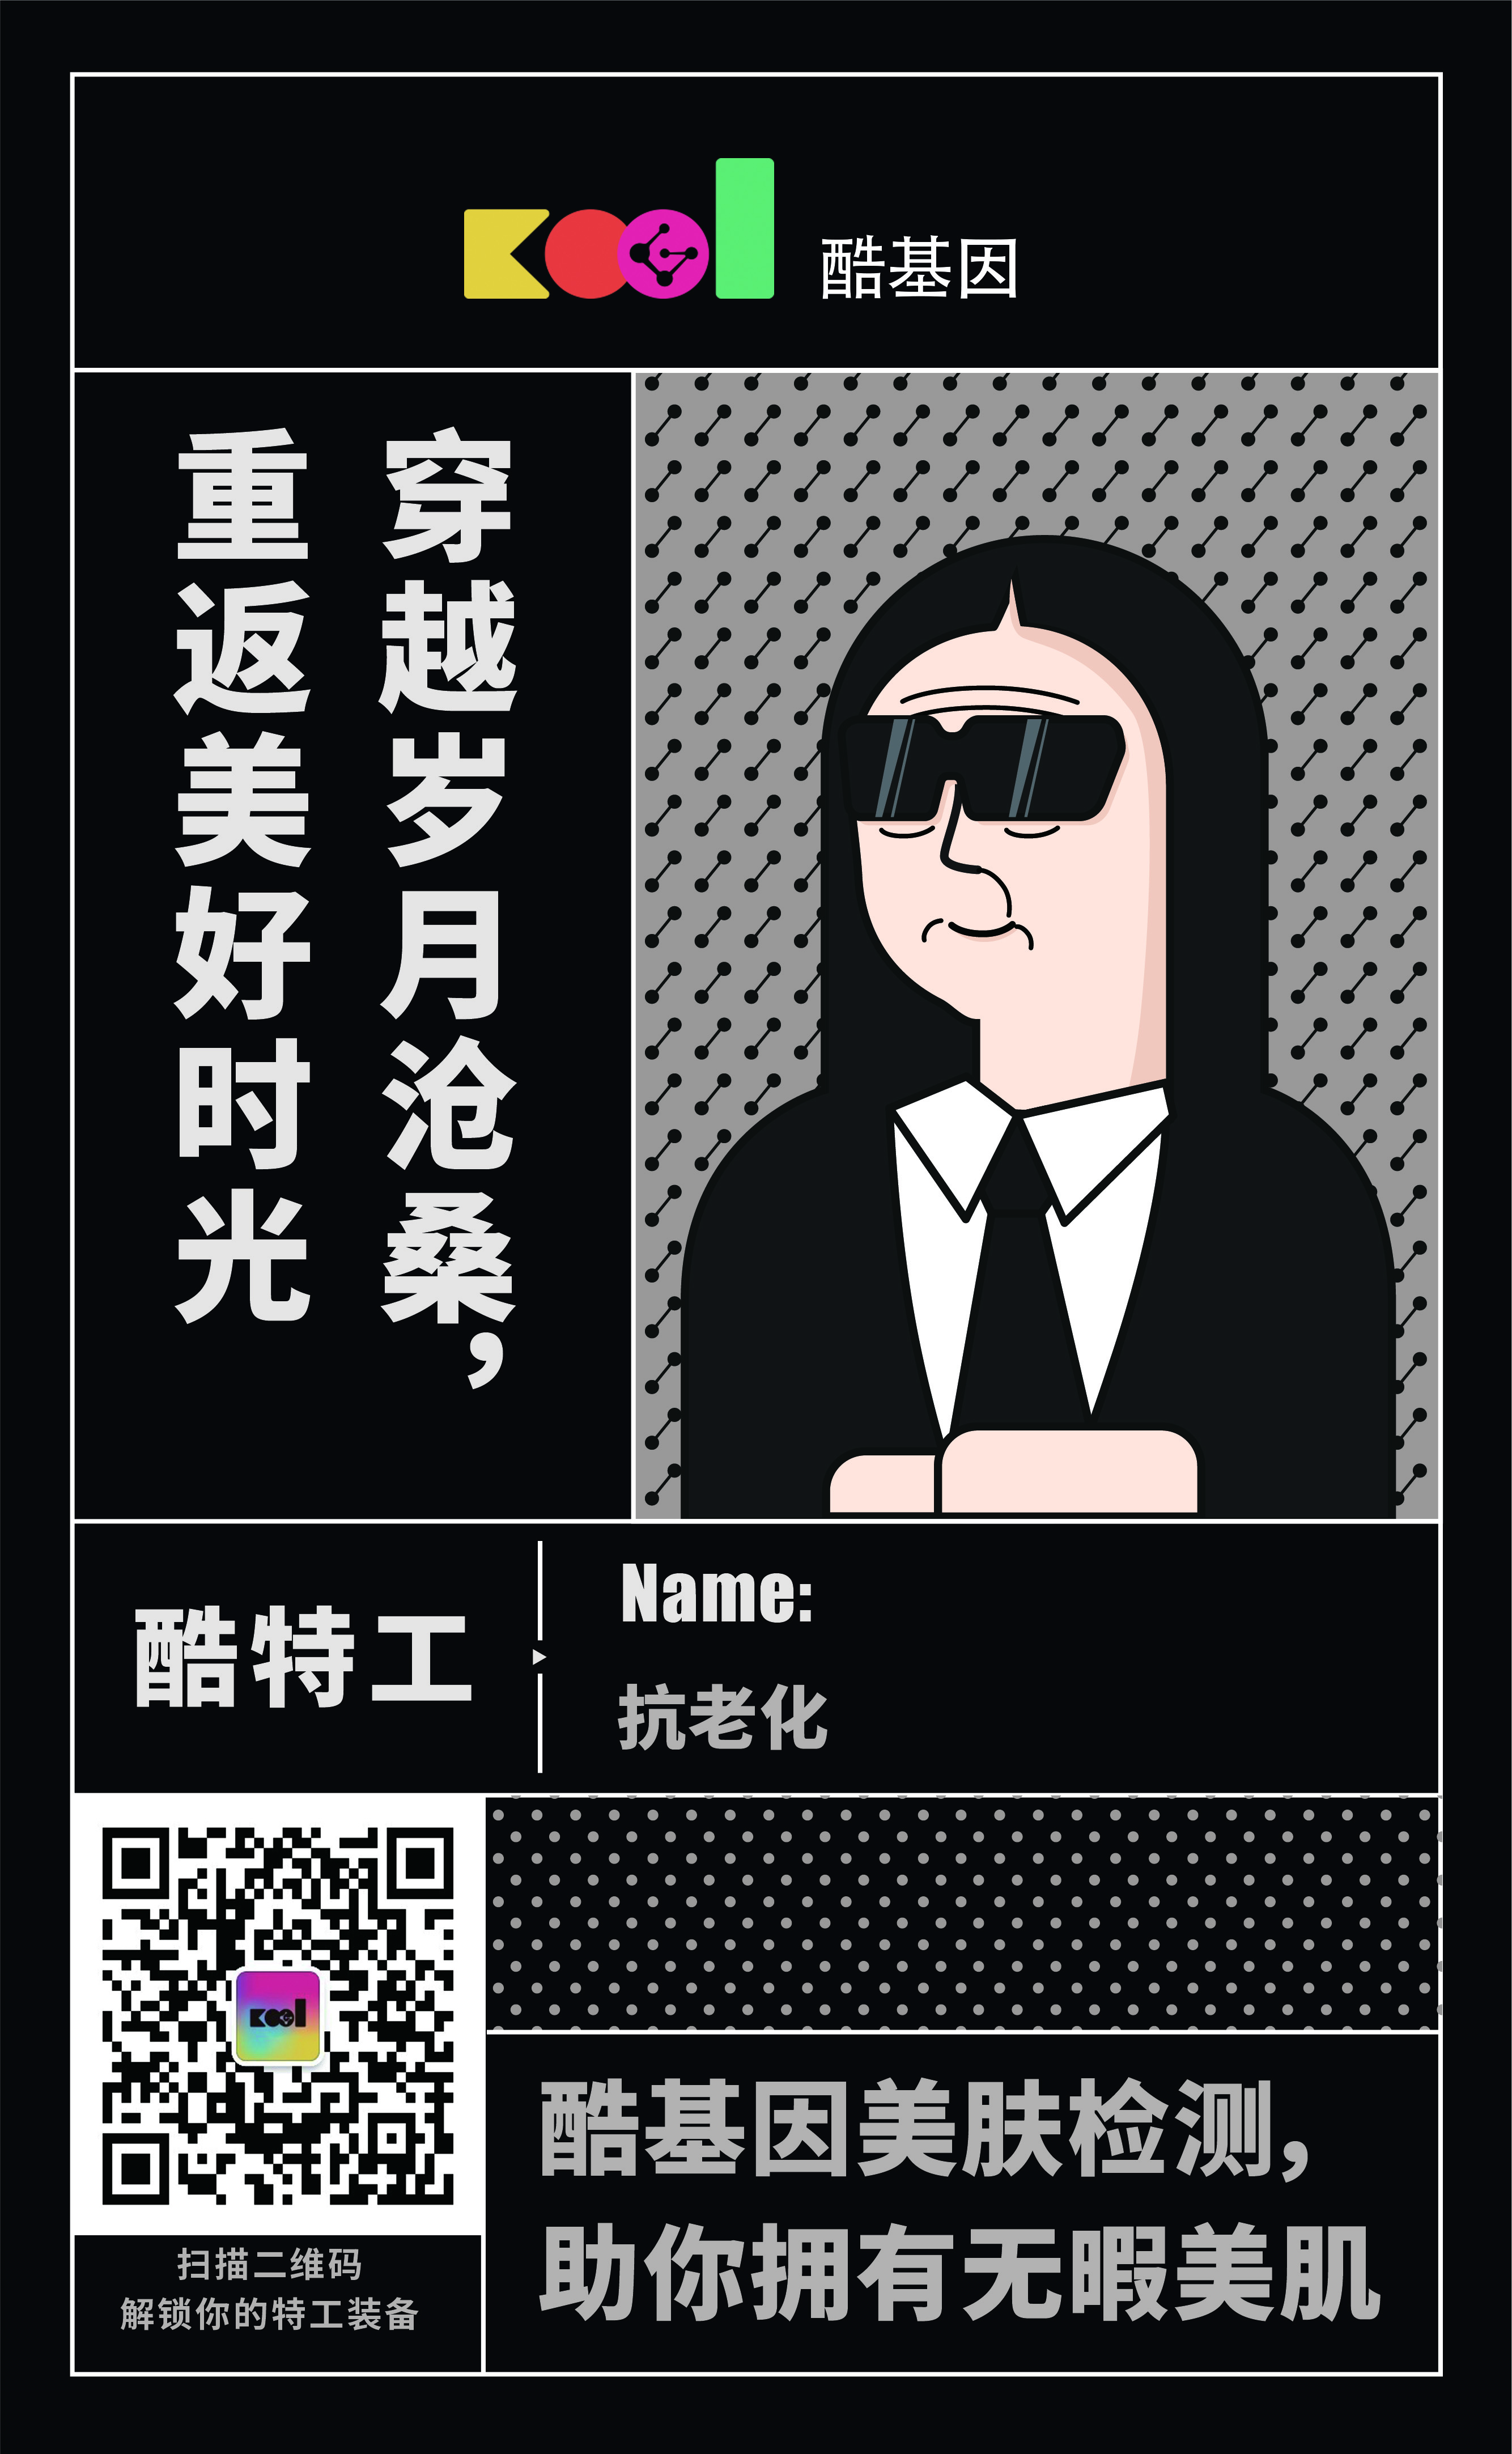 kool 酷基因
穿越岁月沧桑，
重返美好时光
酷特工
Name:
抗老化
kool
扫描二维码
解锁你的特工装备
酷基因美肤检测，
助你拥有无暇美肌